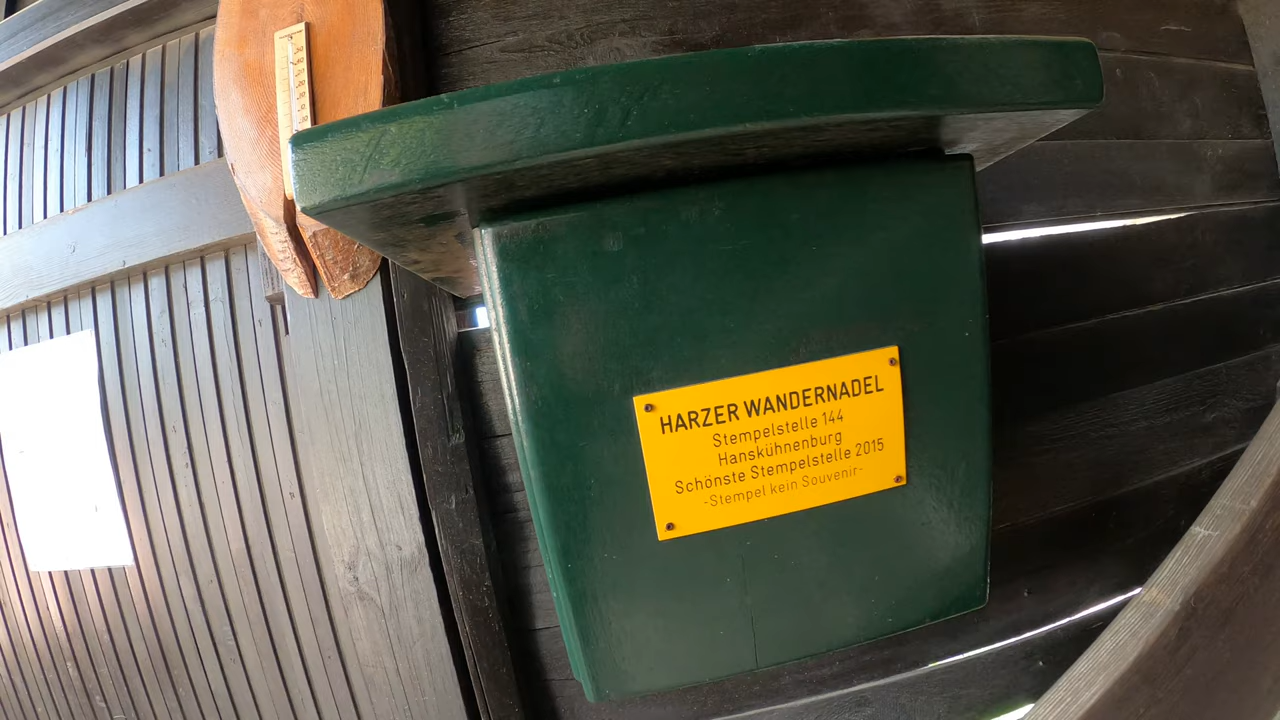 HARZER WANDERNADEL
Stempelstelle 144
Hanskühnenburg
Schönste Stempelstelle 2015
-Stempel kein Souvenir-